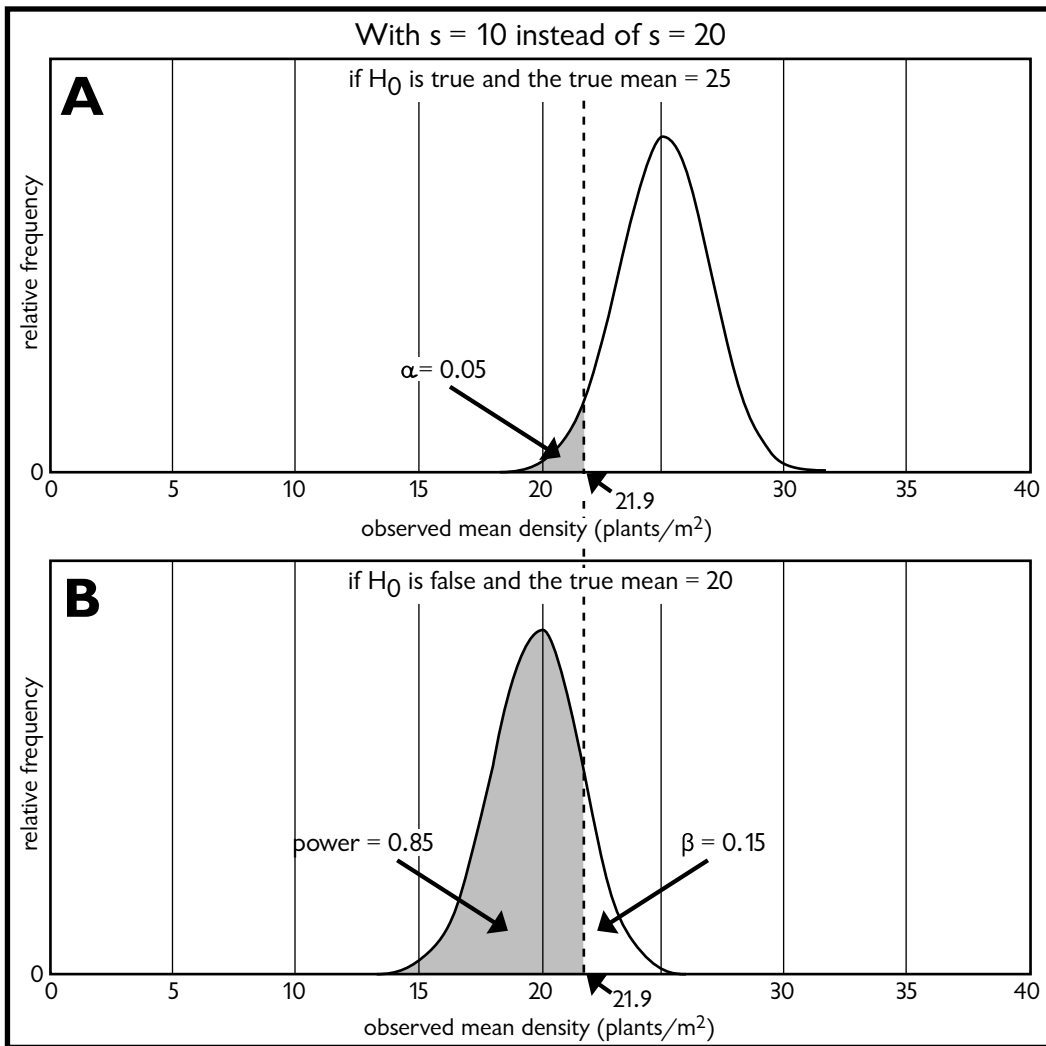 With s = 10 instead of s = 20
A
if H0 is true and the true mean = 25
relative frequency
α= 0.05
0
0 5 10 15 20 30 25 40
21.9
observed mean density (plants/m2)
B
if H0 is false and the true mean = 20
relative frequency
power = 0.85
β = 0.15
0
0 5 10 15 20 30 35 40
21.9
observed mean density (plants/m2)